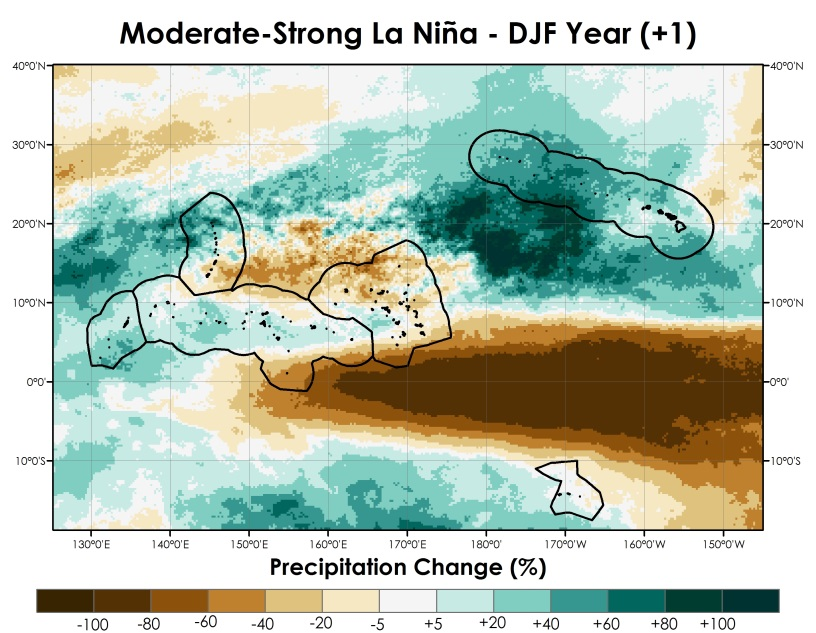 Moderate-Strong La Niña - DJF Year (+1)
40°0'N 40°0'N
30°0'N 30°0'N
20°0'N 20°0'N
10°0'N 10°0'N
0°0' 0°0'
10°0'S 10°0'S
130°0'E 140°0'E 150°0'E 160°0'E 170°0'E 180°0' 170°0'W 160°0'W 150°0'W
Precipitation Change (%)
-100 -80 -60 -40 -20 -5 +5 +20 +40 +60 +80 +100